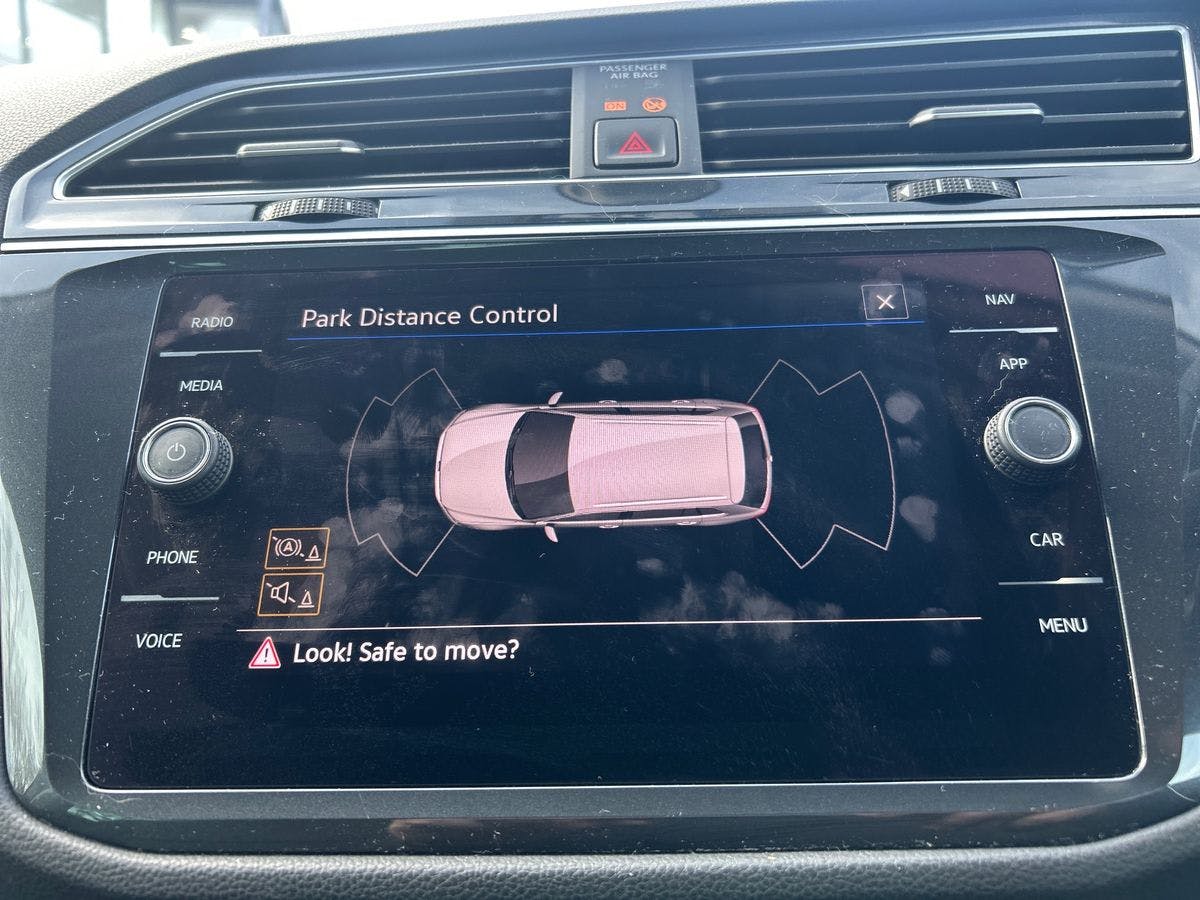 PASSENGER
AIR BAG
ON
RADIO
Park Distance Control
NAV
MEDIA
APP
PHONE
A
CAR
VOICE
MENU
Look! Safe to move?